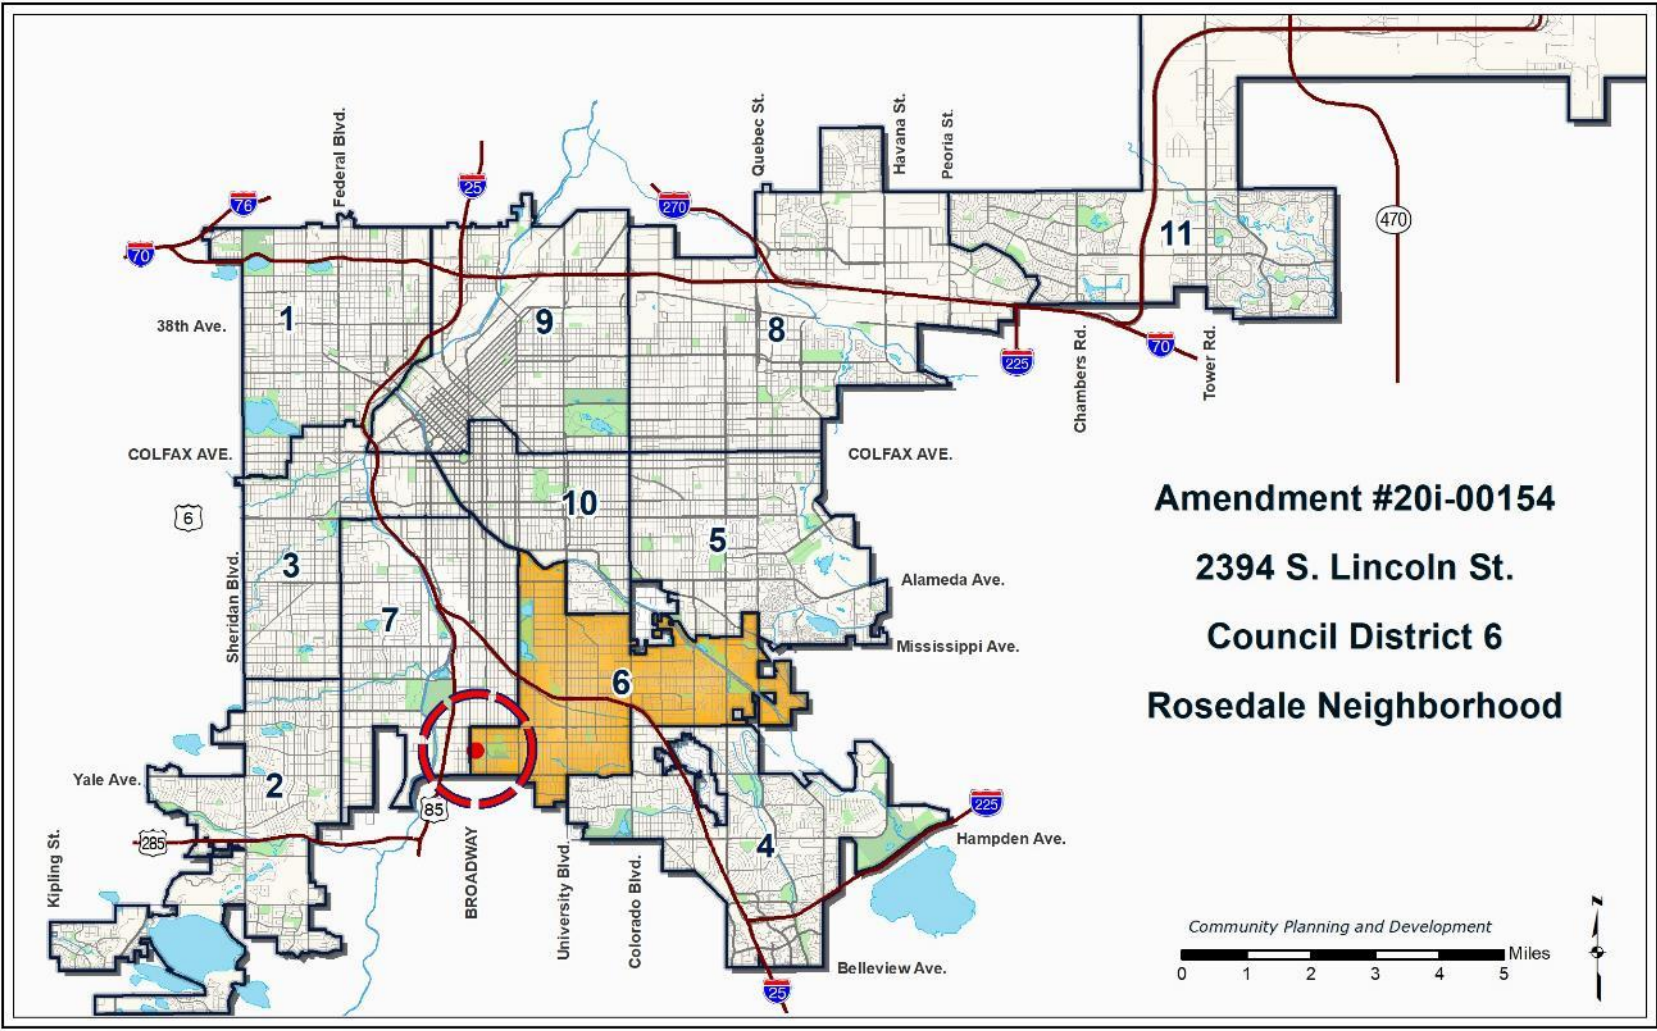 Federal Blvd.
Quebec St.
Havana St.
Peoria St.
25
76
270
70
470
11
1
9
8
38th Ave.
225
Chambers Rd.
70
Tower Rd.
COLFAX AVE.
COLFAX AVE.
6
10
5
3
Sheridan Blvd.
7
Alameda Ave.
Mississippi Ave.
6
Amendment #20i-00154
2394 S. Lincoln St.
Council District 6
Rosedale Neighborhood
Yale Ave.
2
85
285
Kipling St.
BROADWAY
University Blvd.
Colorado Blvd.
4
225
Hampden Ave.
Belleview Ave.
25
Community Planning and Development
Miles
0 1 2 3 4 5
N